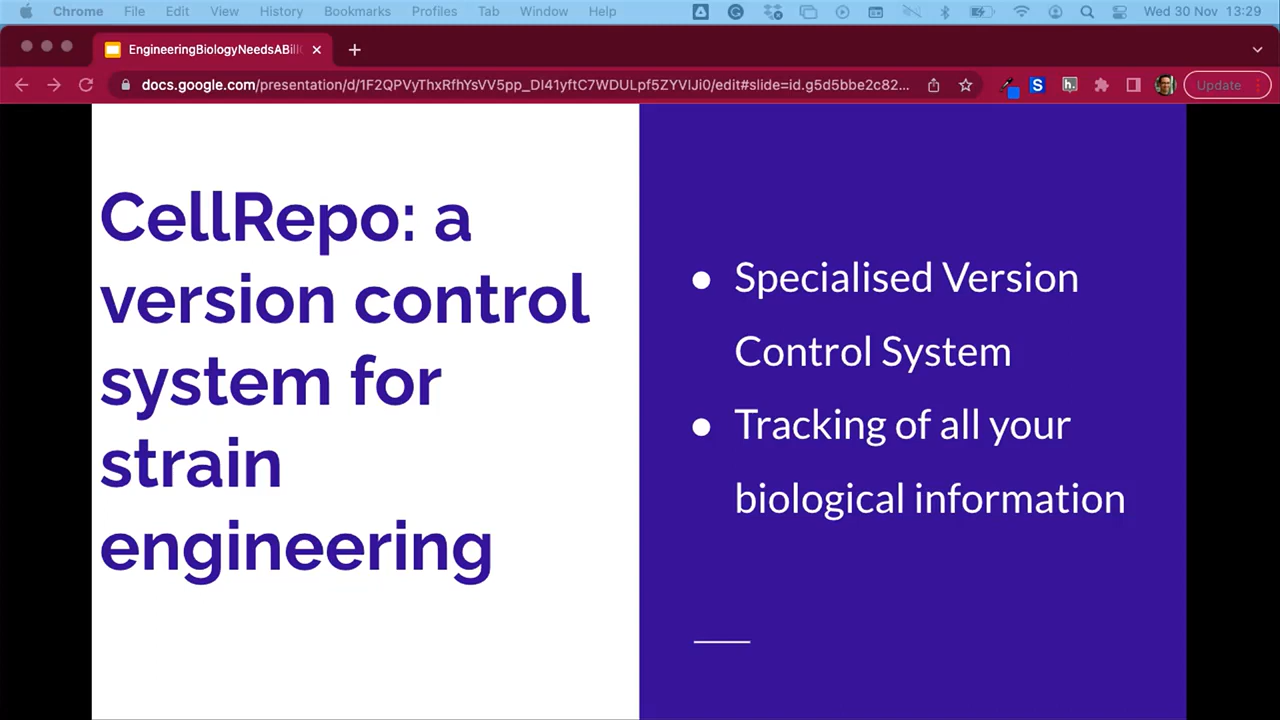 Chrome File Edit View History Bookmarks Profiles Tab Window Help Wed 30 Nov 13:29
EngineeringBiologyNeedsABill
docs.google.com/presentation/d/1F2QPVyThxRfhYsVV5pp_DI41yftC7WDULpf5ZYVIJi0/edit#slide=id.g5d5bbe2c82... Update
CellRepo: a
version control
system for
strain
engineering
● Specialised Version
Control System
● Tracking of all your
biological information